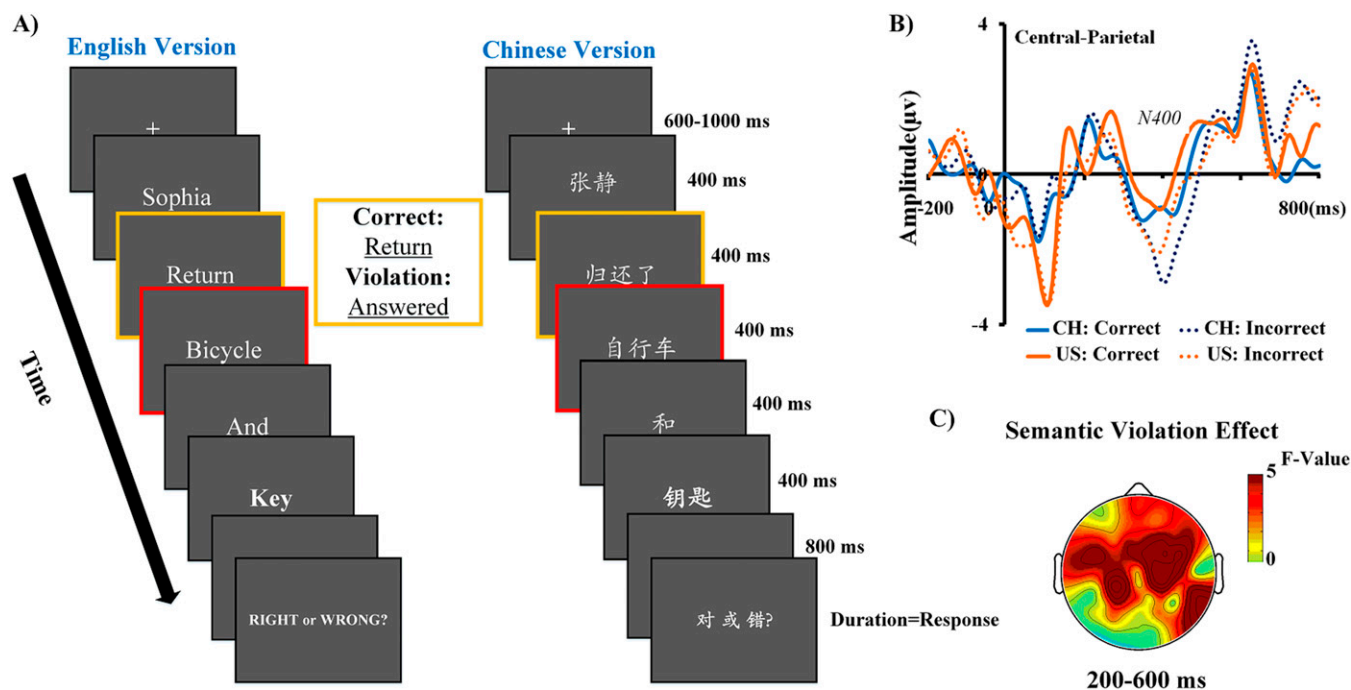 A)
English Version
+
Sophia
Return
Bicycle
And
Key
RIGHT or WRONG?
Time
Correct:
Return
Violation:
Answered
Chinese Version
+
张静
归还了
自行车
和
钥匙
对 或 错?
600-1000 ms
400 ms
400 ms
400 ms
400 ms
400 ms
800 ms
Duration=Response
B)
Central-Parietal
N400
Amplitude(μv)
4
0
-4
-200
0
800(ms)
CH: Correct
CH: Incorrect
US: Correct
US: Incorrect
C)
Semantic Violation Effect
F-Value
5
0
200-600 ms